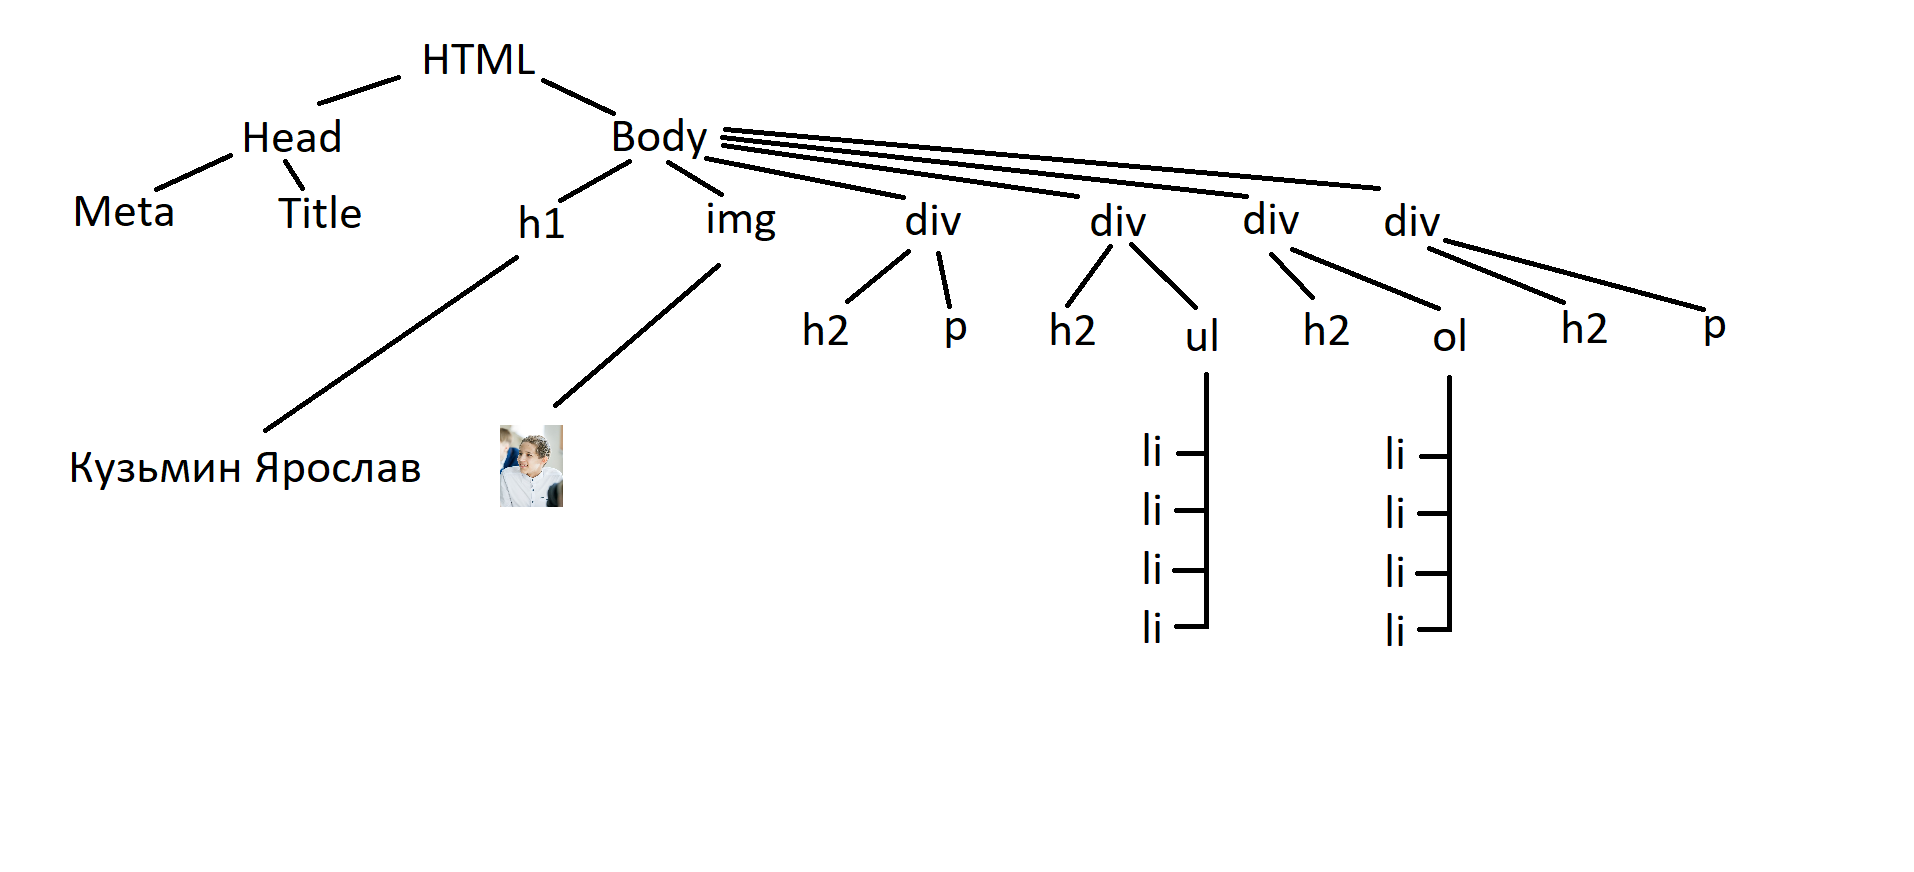 HTML
Head Body
Meta Title h1 img div div div div
h2 p h2 ul h2 ol h2 p
Кузьмин Ярослав
li li
li li
li li
li li